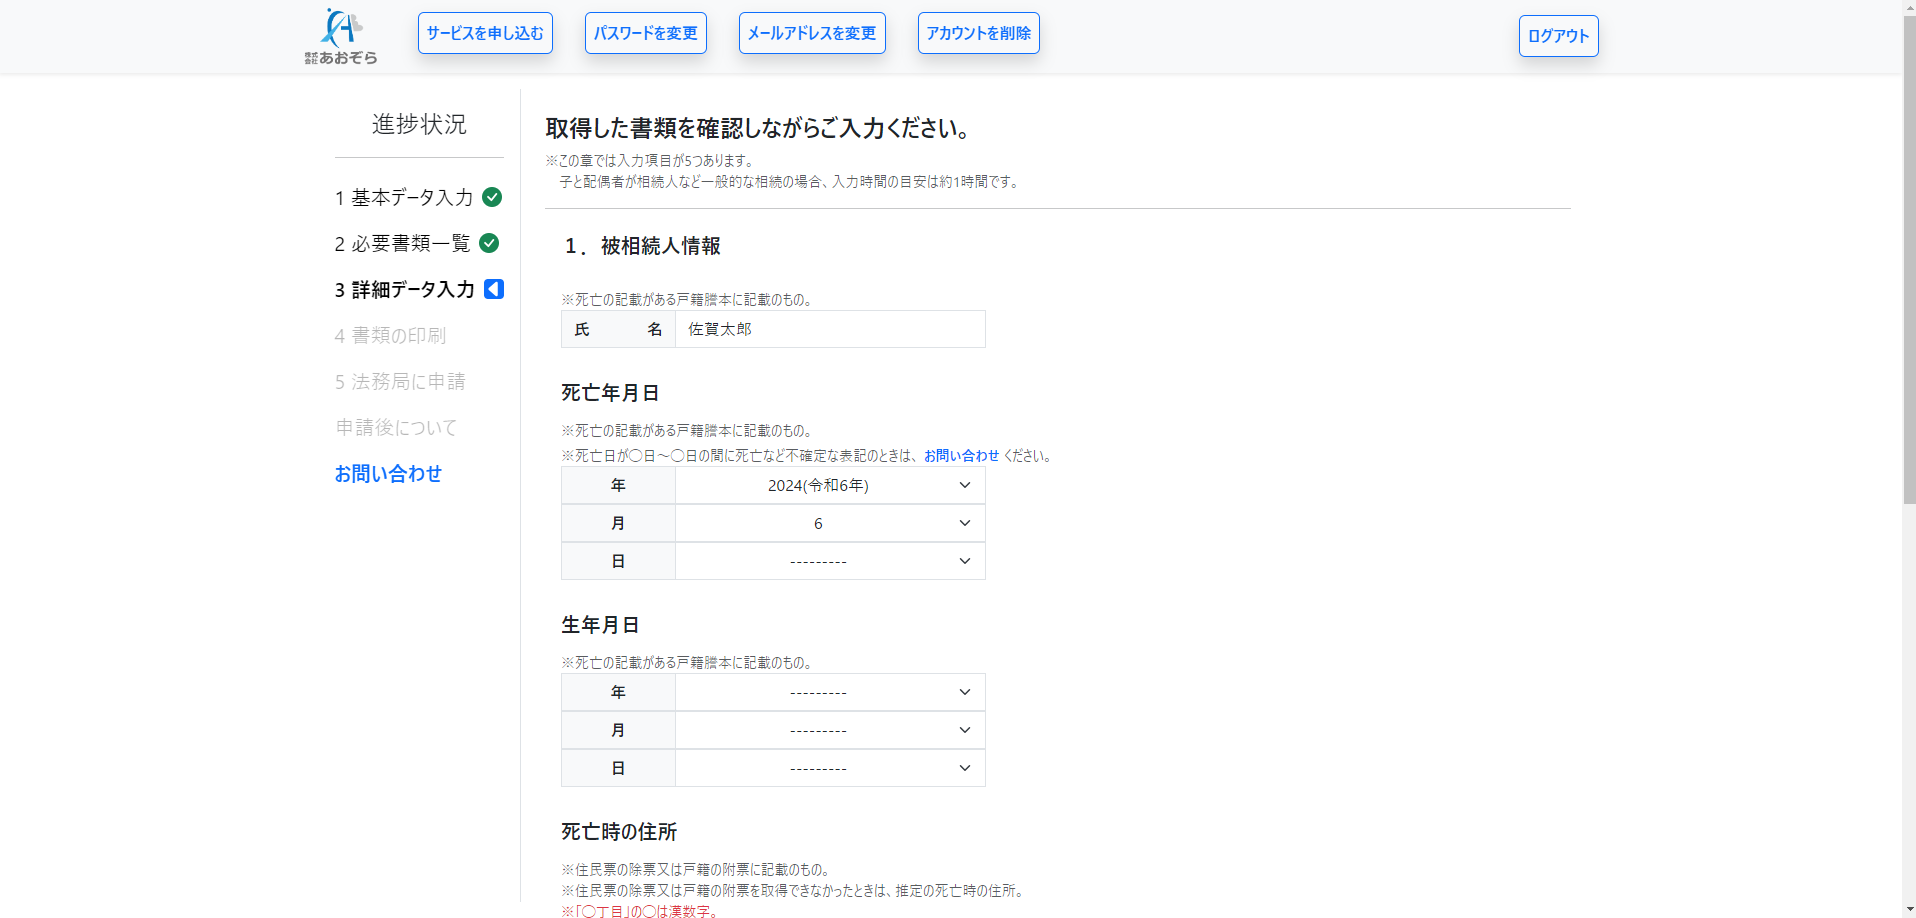 株式会社あおぞら
サービスを申し込む
パスワードを変更
メールアドレスを変更
アカウントを削除
ログアウト
進捗状況
1 基本データ入力
2 必要書類一覧
3 詳細データ入力
4 書類の印刷
5 法務局に申請
申請後について
お問い合わせ
取得した書類を確認しながらご入力ください。
※この章では入力項目が5つあります。
子と配偶者が相続人など一般的な相続の場合、入力時間の目安は約1時間です。
１．被相続人情報
※死亡の記載がある戸籍謄本に記載のもの。
氏 名 佐賀太郎
死亡年月日
※死亡の記載がある戸籍謄本に記載のもの。
※死亡日が〇日～〇日の間に死亡など不確定な表記のときは、お問い合わせください。
年 2024(令和6年)
月 6
日 ---------
生年月日
※死亡の記載がある戸籍謄本に記載のもの。
年 ---------
月 ---------
日 ---------
死亡時の住所
※住民票の除票又は戸籍の附票に記載のもの。
※住民票の除票又は戸籍の附票を取得できなかったときは、推定の死亡時の住所。
※「〇丁目」の〇は漢数字。